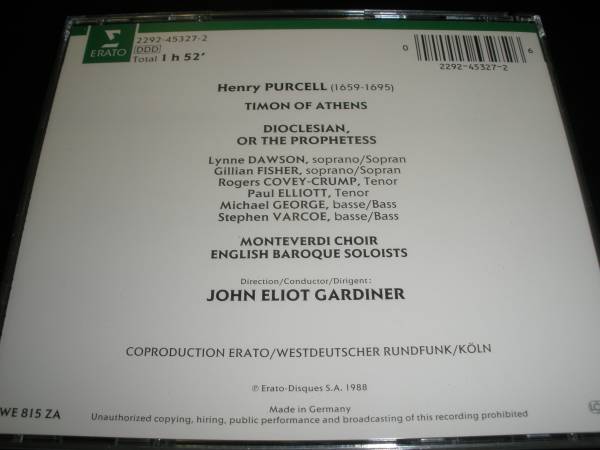 ERATO
2292-45327-2
DDD
Total 1 h 52'
0 6
2292-45327-2
Henry PURCELL (1659-1695)
TIMON OF ATHENS
DIOCLESIAN,
OR THE PROPHETESS
Lynne DAWSON, soprano/Sopran
Gillian FISHER, soprano/Sopran
Rogers COVEY-CRUMP, Tenor
Paul ELLIOTT, Tenor
Michael GEORGE, basse/Bass
Stephen VARCOE, basse/Bass
MONTEVERDI CHOIR
ENGLISH BAROQUE SOLOISTS
Direction/Conductor/Dirigent:
JOHN ELIOT GARDINER
COPRODUCTION ERATO/WESTDEUTSCHER RUNDFUNK/KÖLN
℗ Erato-Disques S.A. 1988
WE 815 ZA
Made in Germany
Unauthorized copying, hiring, public performance and broadcasting of this recording prohibited